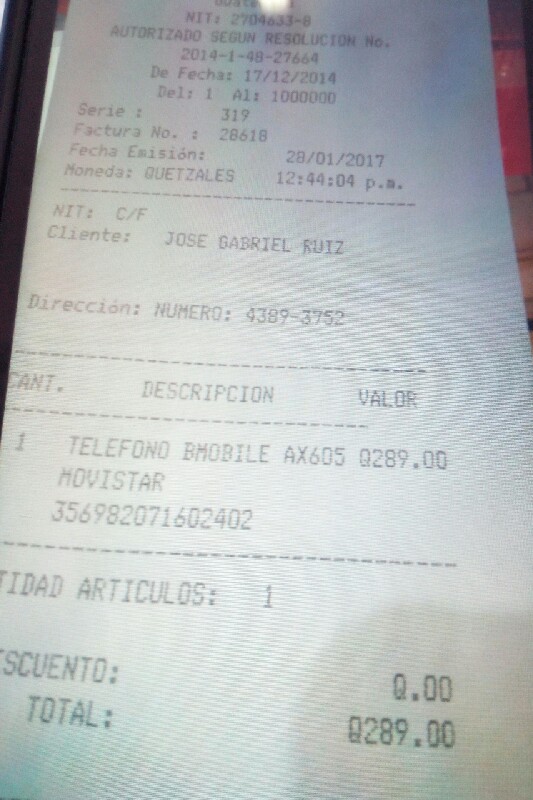 NIT: 2704633-8
AUTORIZADO SEGUN RESOLUCION No.
2014-1-48-27664
De Fecha: 17/12/2014
Del: 1 Al: 1000000
Serie : 319
Factura No. : 28618
Fecha Emisión: 28/01/2017
Moneda: QUETZALES 12:44:04 p.m.
NIT: C/F
Cliente: JOSE GABRIEL RUIZ
Dirección: NUMERO: 4389-3752
CANT. DESCRIPCION VALOR
1 TELEFONO BMOBILE AX605 Q289.00
MOVISTAR
356982071602402
TIDAD ARTICULOS: 1
SCUENTO: Q.00
TOTAL: Q289.00